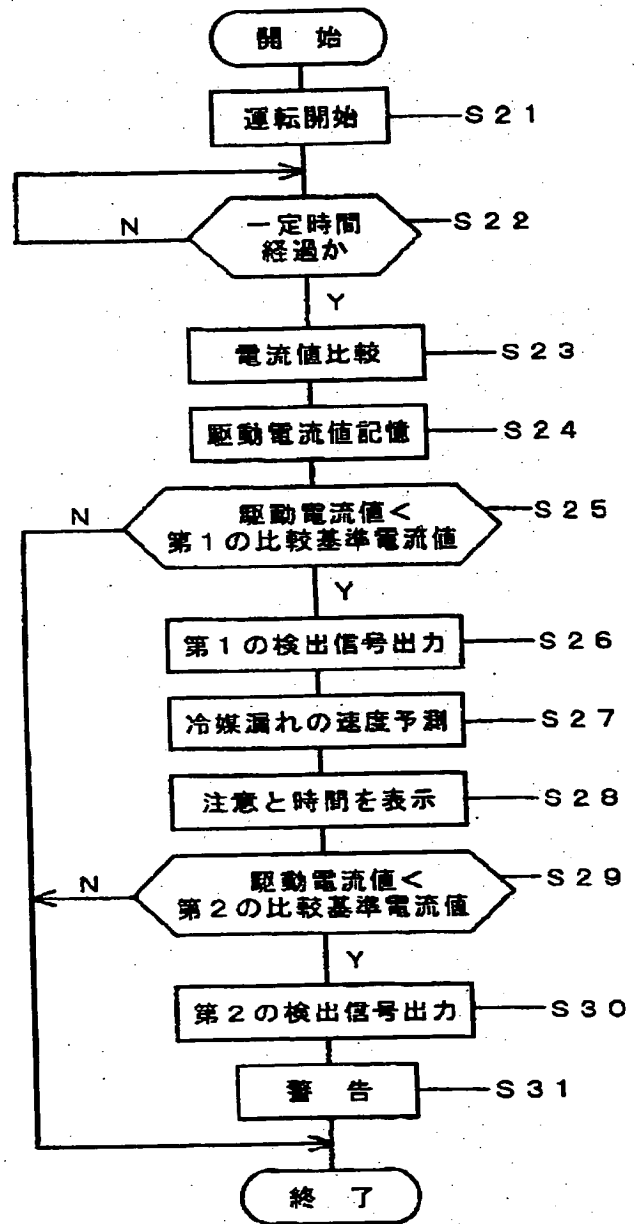 開 始
運転開始
S21
N
一定時間
経過か
S22
Y
電流値比較
S23
駆動電流値記憶
S24
N
駆動電流値<
第1の比較基準電流値
S25
Y
第1の検出信号出力
S26
冷媒漏れの速度予測
S27
注意と時間を表示
S28
N
駆動電流値<
第2の比較基準電流値
S29
Y
第2の検出信号出力
S30
警 告
S31
終 了